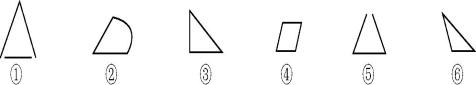 ① ② ③ ④ ⑤ ⑥